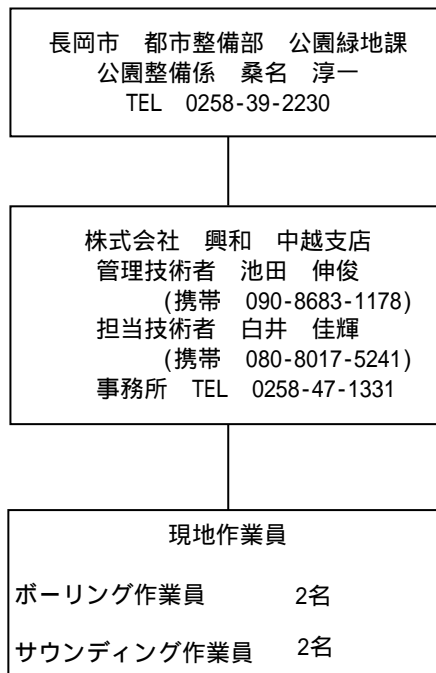 長岡市　都市整備部　公園緑地課
公園整備係　桑名　淳一
TEL　0258-39-2230
株式会社　興和　中越支店
管理技術者　池田　伸俊
(携帯　090-8683-1178)
担当技術者　白井　佳輝
(携帯　080-8017-5241)
事務所　TEL　0258-47-1331
現地作業員
ボーリング作業員　2名
サウンディング作業員　2名